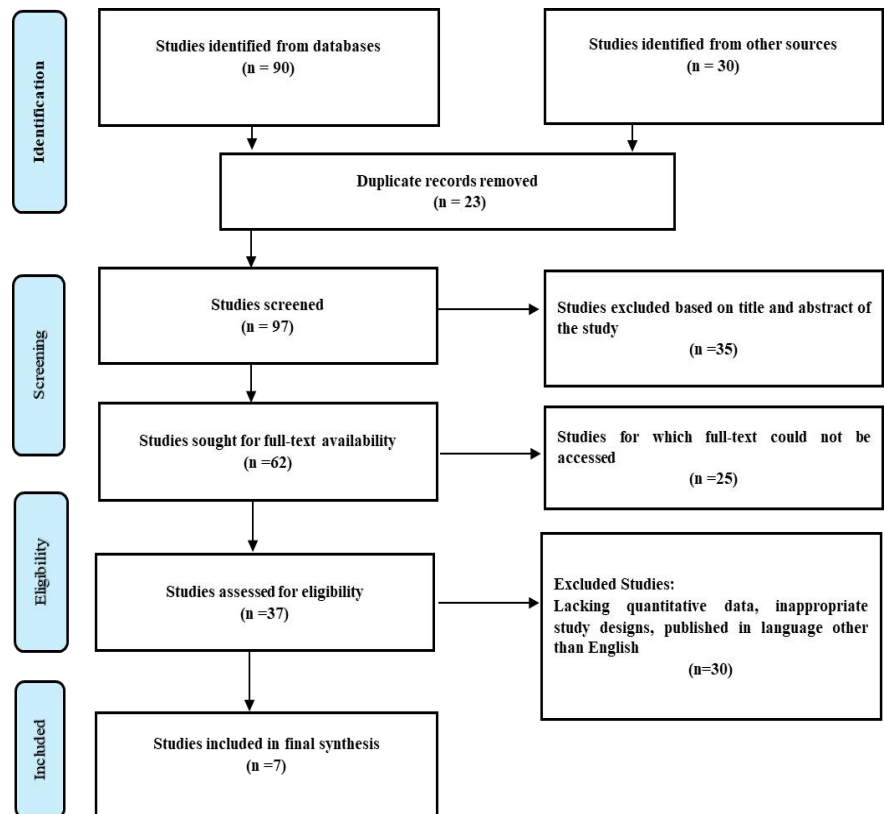 Identification
Studies identified from databases
(n = 90)
Studies identified from other sources
(n = 30)
Duplicate records removed
(n = 23)
Screening
Studies screened
(n = 97)
Studies excluded based on title and abstract of
the study
(n =35)
Studies sought for full-text availability
(n =62)
Studies for which full-text could not be
accessed
(n =25)
Eligibility
Studies assessed for eligibility
(n =37)
Excluded Studies:
Lacking quantitative data, inappropriate
study designs, published in language other
than English
(n=30)
Included
Studies included in final synthesis
(n =7)